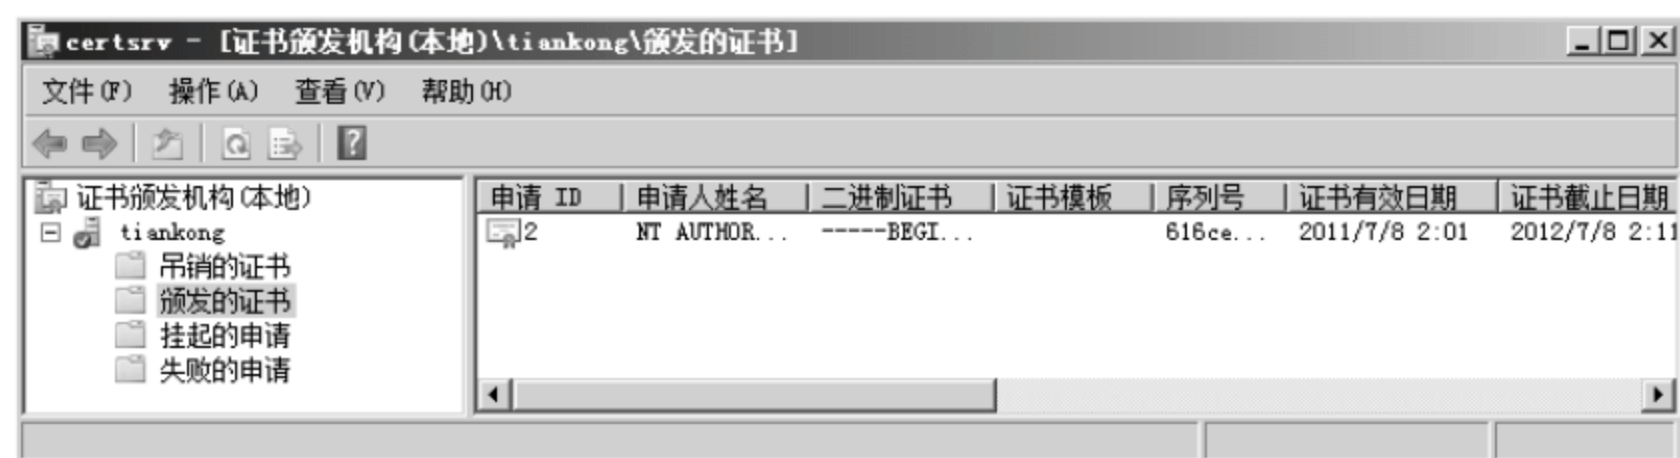 certsrv - [证书颁发机构(本地)\tiankong\颁发的证书]
文件(F) 操作(A) 查看(V) 帮助(H)
证书颁发机构(本地)
tiankong
吊销的证书
颁发的证书
挂起的申请
失败的申请
申请 ID 申请人姓名 二进制证书 证书模板 序列号 证书有效日期 证书截止日期
2 NT AUTHOR... -----BEGI... 616ce... 2011/7/8 2:01 2012/7/8 2:11